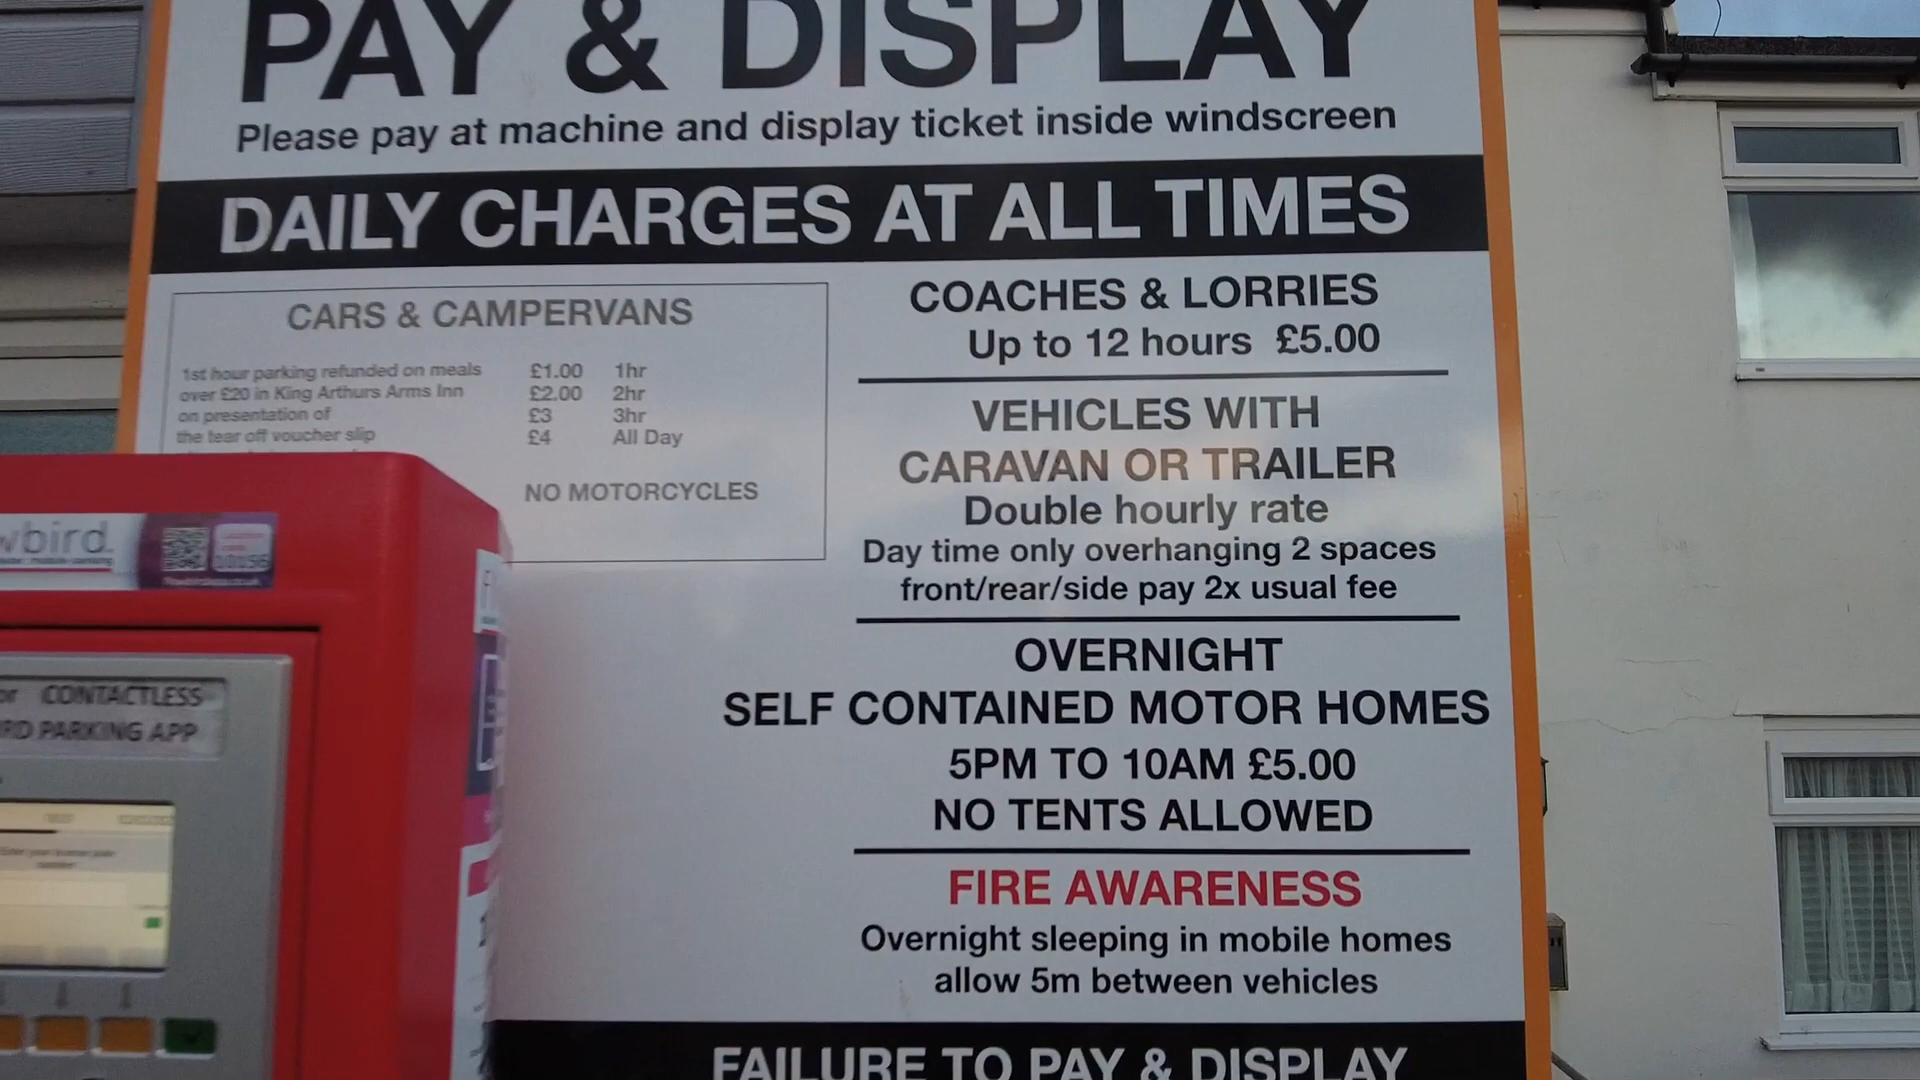 PAY & DISPLAY
Please pay at machine and display ticket inside windscreen
DAILY CHARGES AT ALL TIMES
CARS & CAMPERVANS
1st hour parking refunded on meals £1.00 1hr
over £20 in King Arthurs Arms Inn £2.00 2hr
on presentation of £3 3hr
the tear off voucher slip £4 All Day
NO MOTORCYCLES
COACHES & LORRIES
Up to 12 hours £5.00
VEHICLES WITH
CARAVAN OR TRAILER
Double hourly rate
Day time only overhanging 2 spaces
front/rear/side pay 2x usual fee
OVERNIGHT
SELF CONTAINED MOTOR HOMES
5PM TO 10AM £5.00
NO TENTS ALLOWED
FIRE AWARENESS
Overnight sleeping in mobile homes
allow 5m between vehicles
FAILURE TO PAY & DISPLAY
wbird
or CONTACTLESS
RD PARKING APP